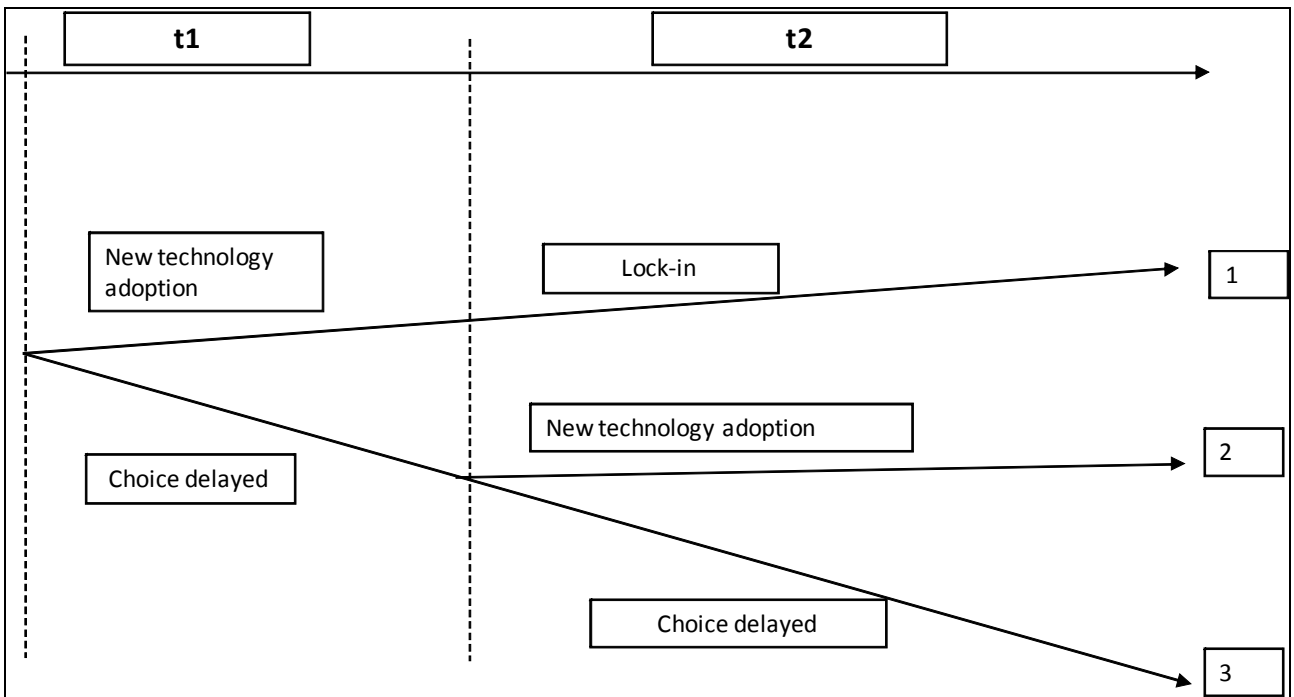 t1
t2
New technology
adoption
Lock-in
1
New technology adoption
2
Choice delayed
Choice delayed
3